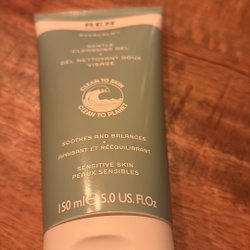 REN
EVERCALM™
GENTLE
CLEANSING GEL
• GEL NETTOYANT DOUX
VISAGE
CLEAN TO SKIN
CLEAN TO PLANET
SOOTHES AND BALANCES
• APAISANT ET RÉÉQUILIBRANT
SENSITIVE SKIN
PEAUX SENSIBLES
150 ml ℮ 5.0 US. Fl.Oz